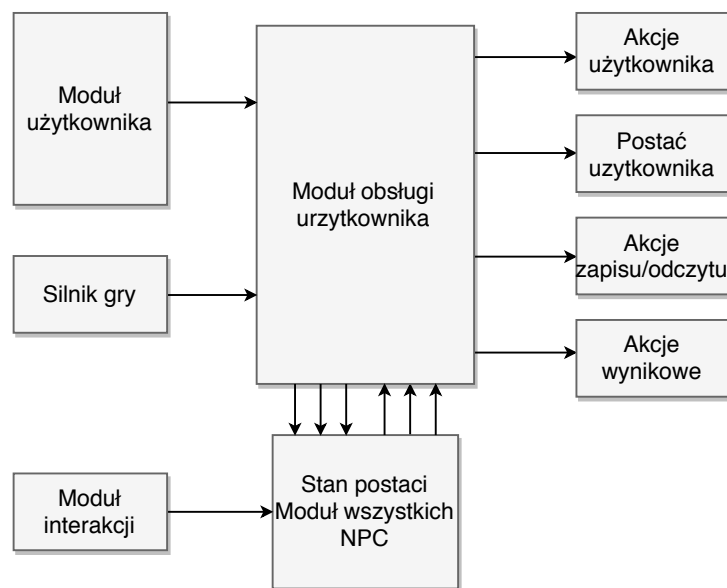 Moduł
użytkownika
Silnik gry
Moduł
interakcji
Moduł obsługi
urzytkownika
Stan postaci
Moduł wszystkich
NPC
Akcje
użytkownika
Postać
uzytkownika
Akcje
zapisu/odczytu
Akcje
wynikowe